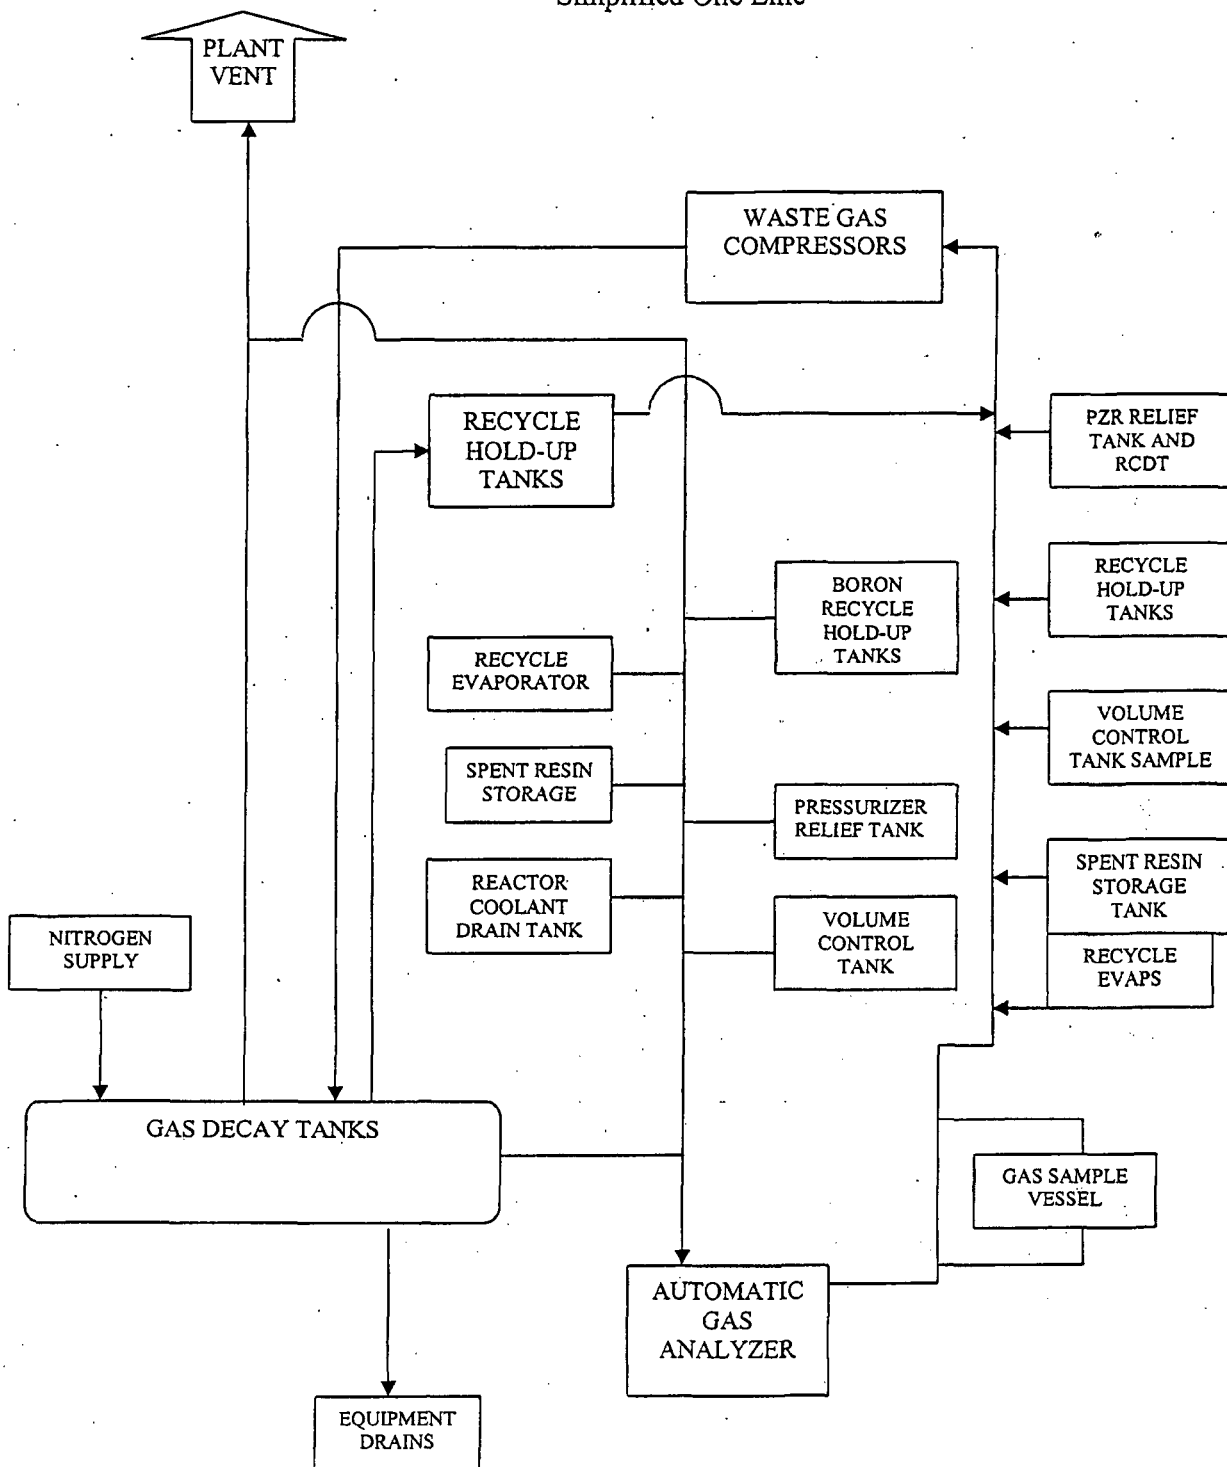 Simplified One Line
PLANT
VENT
WASTE GAS
COMPRESSORS
RECYCLE
HOLD-UP
TANKS
PZR RELIEF
TANK AND
RCDT
BORON
RECYCLE
HOLD-UP
TANKS
RECYCLE
HOLD-UP
TANKS
RECYCLE
EVAPORATOR
VOLUME
CONTROL
TANK SAMPLE
SPENT RESIN
STORAGE
PRESSURIZER
RELIEF TANK
SPENT RESIN
STORAGE
TANK
REACTOR
COOLANT
DRAIN TANK
VOLUME
CONTROL
TANK
RECYCLE
EVAPS
NITROGEN
SUPPLY
GAS DECAY TANKS
GAS SAMPLE
VESSEL
AUTOMATIC
GAS
ANALYZER
EQUIPMENT
DRAINS